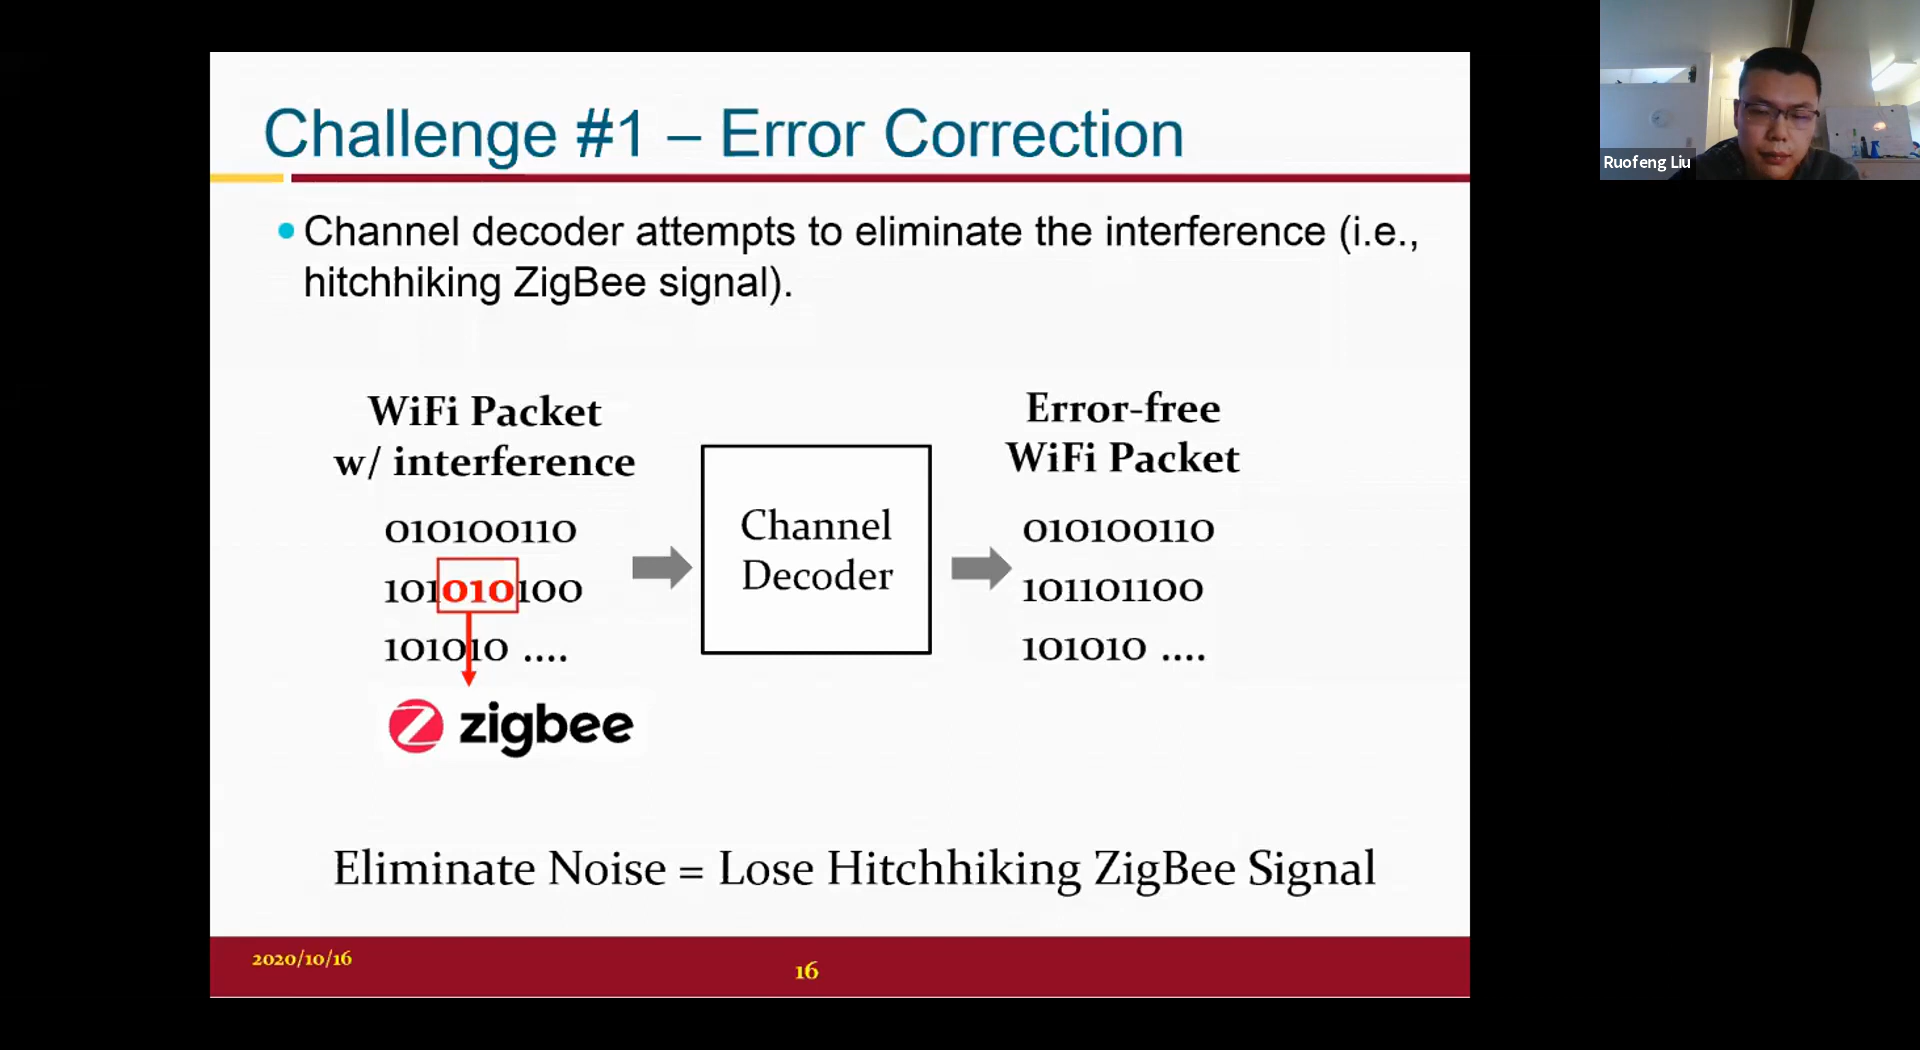 Challenge #1 – Error Correction
Ruofeng Liu
• Channel decoder attempts to eliminate the interference (i.e.,
hitchhiking ZigBee signal).
WiFi Packet
w/ interference
010100110
101010100
101010 ....
zigbee
Channel
Decoder
Error-free
WiFi Packet
010100110
101101100
101010 ....
Eliminate Noise = Lose Hitchhiking ZigBee Signal
2020/10/16
16